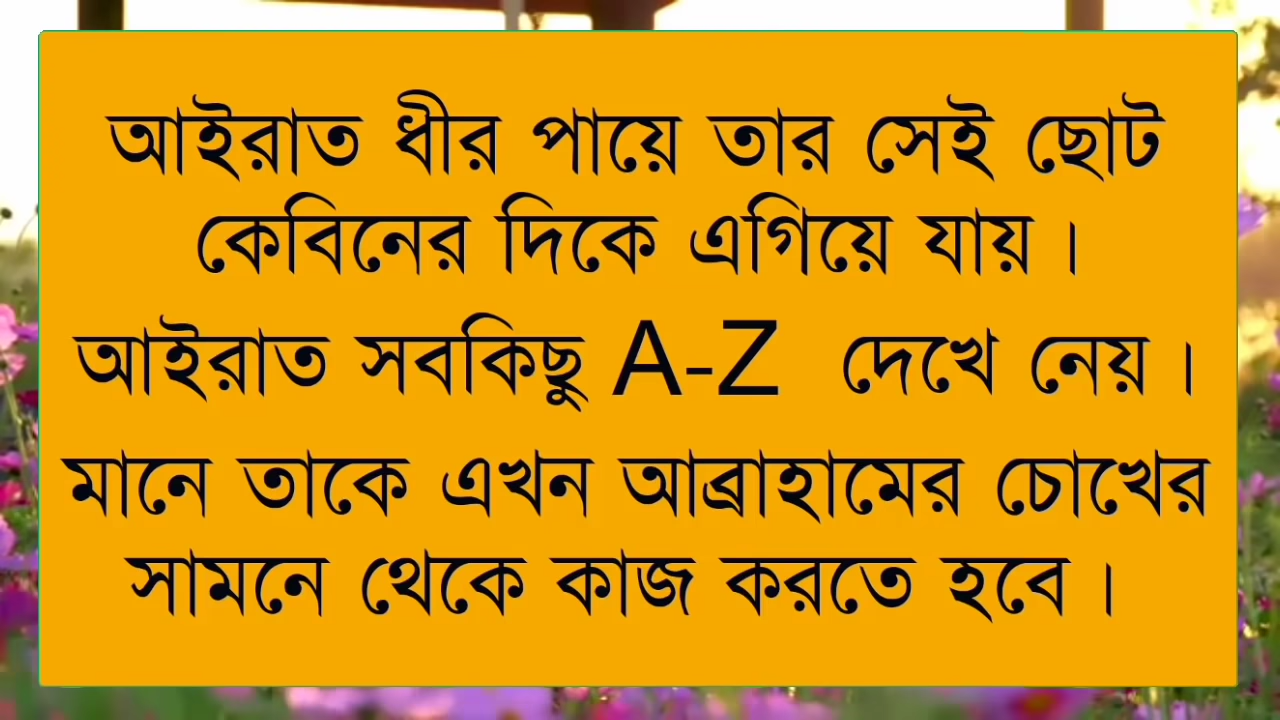 আইরাত ধীর পায়ে তার সেই ছোট
কেবিনের দিকে এগিয়ে যায়।
আইরাত সবকিছু A-Z দেখে নেয়।
মানে তাকে এখন আব্রাহামের চোখের
সামনে থেকে কাজ করতে হবে।